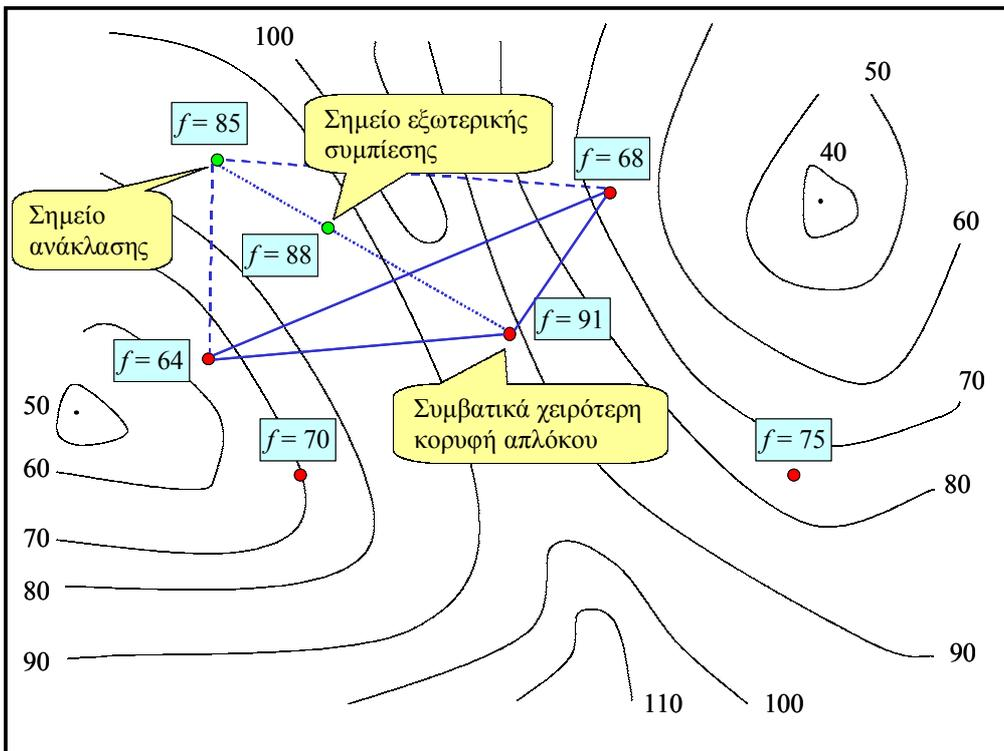 100
50
f = 85
Σημείο εξωτερικής
συμπίεσης
f = 68
40
Σημείο
ανάκλασης
60
f = 88
f = 91
f = 64
70
50
Συμβατικά χειρότερη
κορυφή απλόκου
f = 70
f = 75
60
80
70
80
90
90
110
100